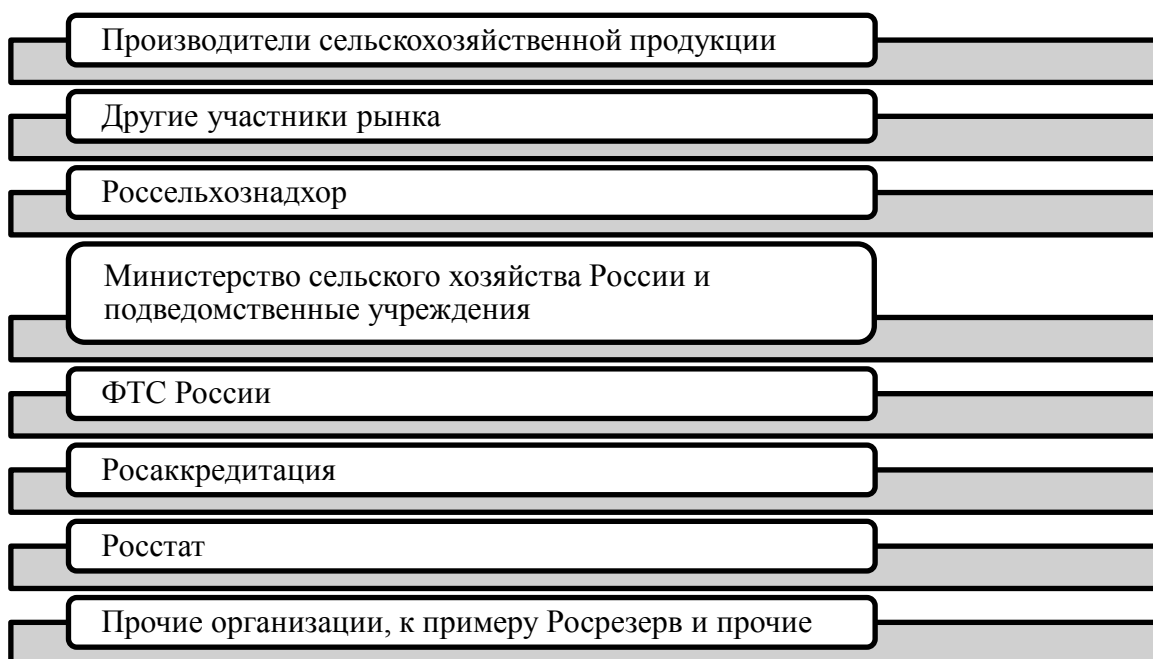 Производители сельскохозяйственной продукции
Другие участники рынка
Россельхознадхор
Министерство сельского хозяйства России и
подведомственные учреждения
ФТС России
Росаккредитация
Росстат
Прочие организации, к примеру Росрезерв и прочие